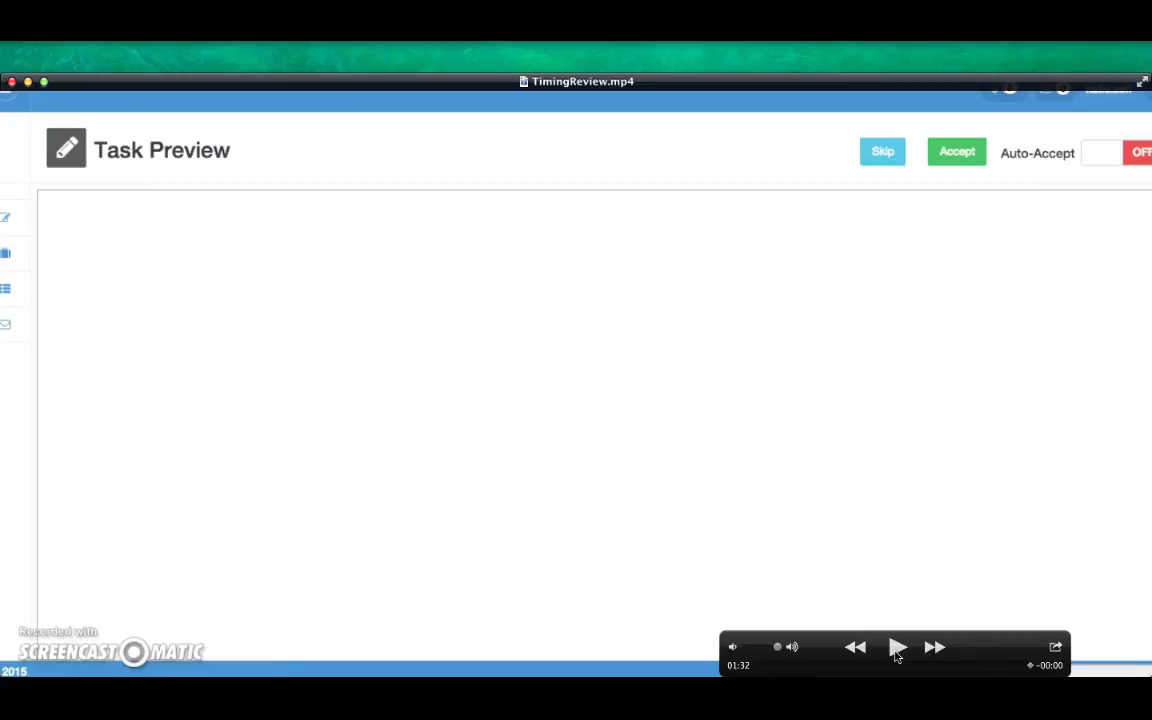 TimingReview.mp4
Task Preview
Skip
Accept
Auto-Accept
OFF
Recorded with
SCREENCAST MATIC
01:32
-00:00
2015